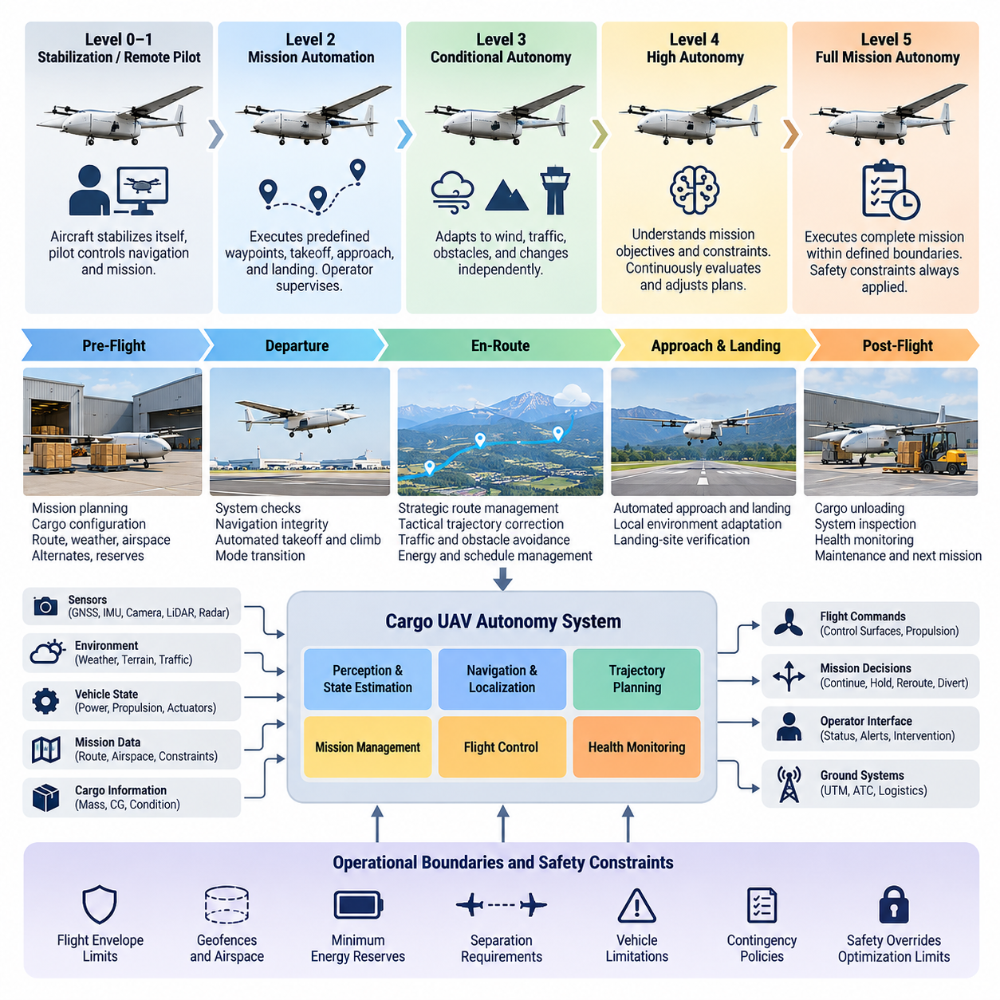 Level 0–1
Stabilization / Remote Pilot
Aircraft stabilizes itself,
pilot controls navigation
and mission.
Level 2
Mission Automation
Executes predefined
waypoints, takeoff, approach,
and landing. Operator
supervises.
Level 3
Conditional Autonomy
Adapts to wind, traffic,
obstacles, and changes
independently.
Level 4
High Autonomy
Understands mission
objectives and constraints.
Continuously evaluates
and adjusts plans.
Level 5
Full Mission Autonomy
Executes complete mission
within defined boundaries.
Safety constraints always
applied.
Pre-Flight
Departure
En-Route
Approach & Landing
Post-Flight
Mission planning
Cargo configuration
Route, weather, airspace
Alternates, reserves
System checks
Navigation integrity
Automated takeoff and climb
Mode transition
Strategic route management
Tactical trajectory correction
Traffic and obstacle avoidance
Energy and schedule management
Automated approach and landing
Local environment adaptation
Landing-site verification
Cargo unloading
System inspection
Health monitoring
Maintenance and next mission
Sensors
(GNSS, IMU, Camera, LiDAR, Radar)
Environment
(Weather, Terrain, Traffic)
Vehicle State
(Power, Propulsion, Actuators)
Mission Data
(Route, Airspace, Constraints)
Cargo Information
(Mass, CG, Condition)
Cargo UAV Autonomy System
Perception &
State Estimation
Navigation &
Localization
Trajectory
Planning
Mission Management
Flight Control
Health Monitoring
Flight Commands
(Control Surfaces, Propulsion)
Mission Decisions
(Continue, Hold, Reroute, Divert)
Operator Interface
(Status, Alerts, Intervention)
Ground Systems
(UTM, ATC, Logistics)
Operational Boundaries and Safety Constraints
Flight Envelope
Limits
Geofences
and Airspace
Minimum
Energy Reserves
Separation
Requirements
Vehicle
Limitations
Contingency
Policies
Safety Overrides
Optimization Limits